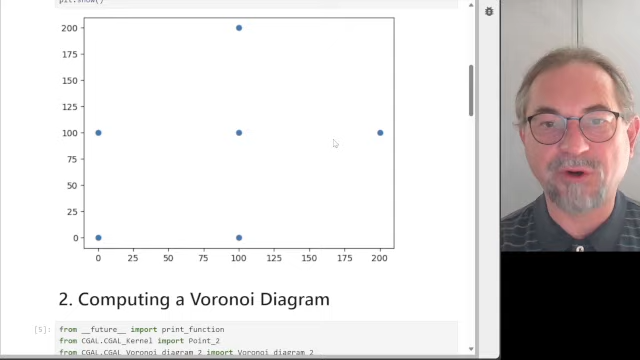 plt.show()
200
175
150
125
100
75
50
25
0
0 25 50 75 100 125 150 175 200
2. Computing a Voronoi Diagram
[5]: from __future__ import print_function
from CGAL.CGAL_Kernel import Point_2
from CGAL.CGAL_Voronoi_diagram_2 import Voronoi_diagram_2